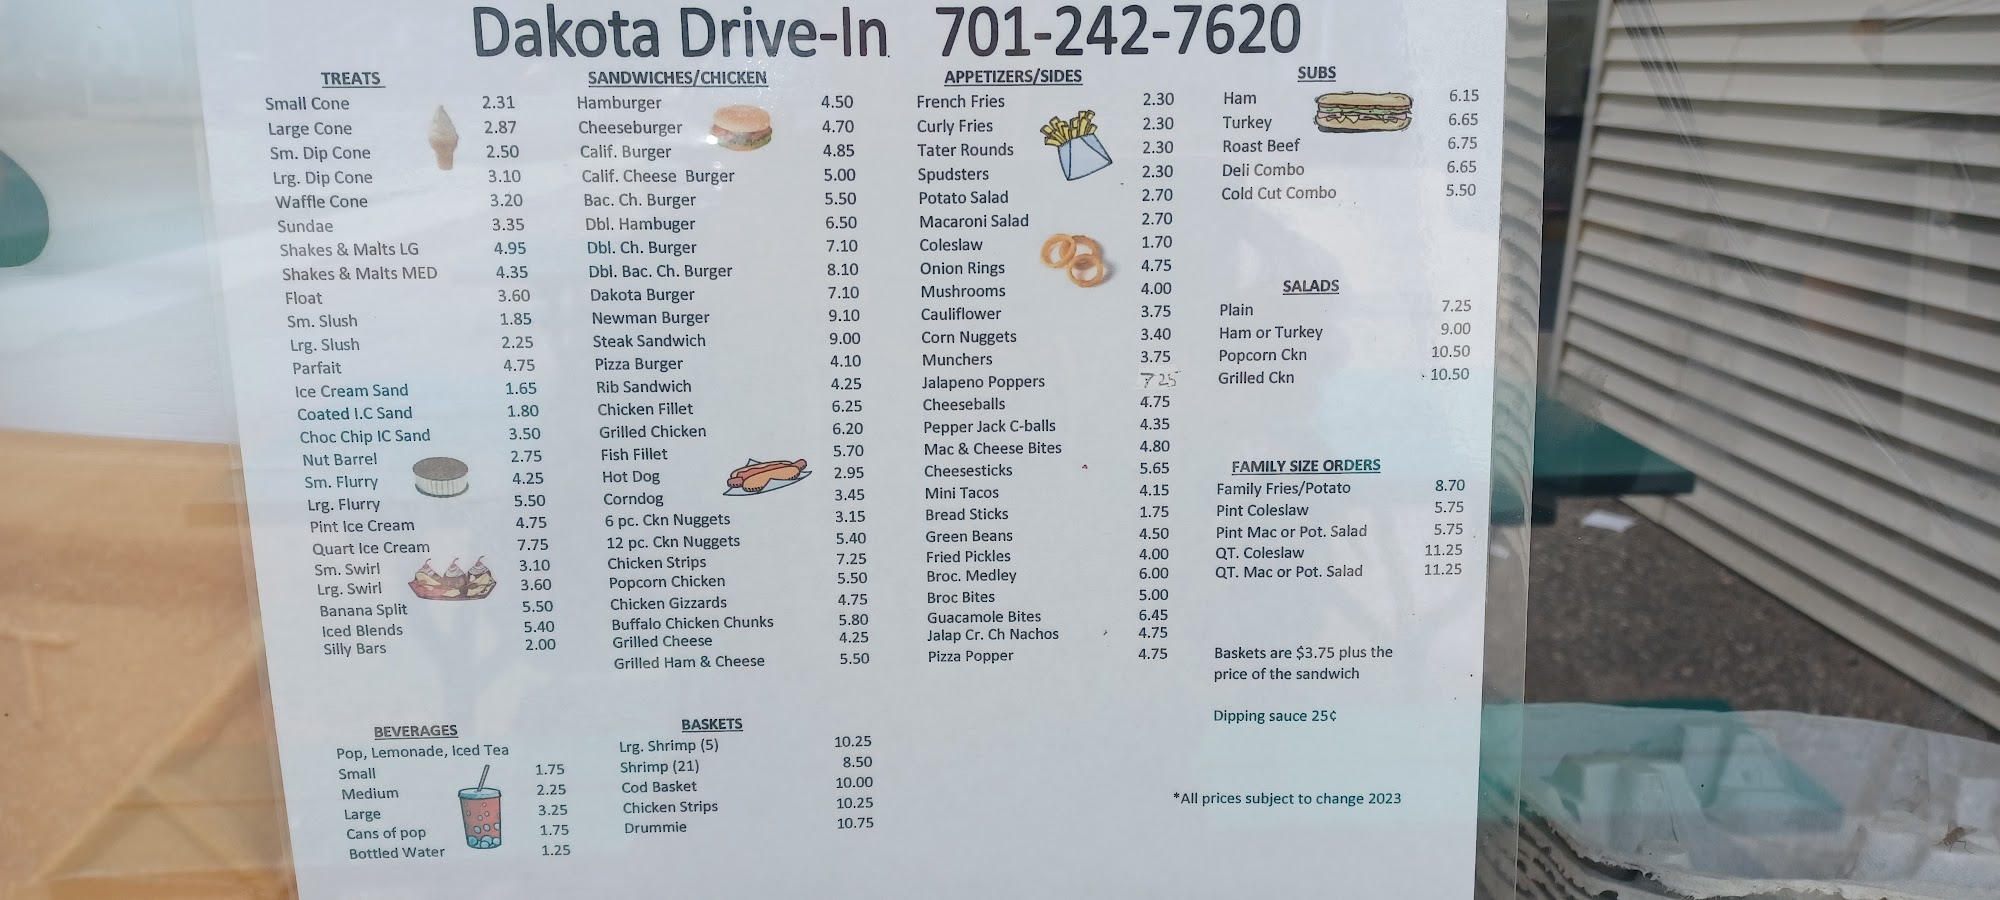 Dakota Drive-In 701-242-7620
TREATS
Small Cone 2.31
Large Cone 2.87
Sm. Dip Cone 2.50
Lrg. Dip Cone 3.10
Waffle Cone 3.20
Sundae 3.35
Shakes & Malts LG 4.95
Shakes & Malts MED 4.35
Float 3.60
Sm. Slush 1.85
Lrg. Slush 2.25
Parfait 4.75
Ice Cream Sand 1.65
Coated I.C Sand 1.80
Choc Chip IC Sand 3.50
Nut Barrel 2.75
Sm. Flurry 4.25
Lrg. Flurry 5.50
Pint Ice Cream 4.75
Quart Ice Cream 7.75
Sm. Swirl 3.10
Lrg. Swirl 3.60
Banana Split 5.50
Iced Blends 5.40
Silly Bars 2.00
BEVERAGES
Pop, Lemonade, Iced Tea
Small 1.75
Medium 2.25
Large 3.25
Cans of pop 1.75
Bottled Water 1.25
SANDWICHES/CHICKEN
Hamburger 4.50
Cheeseburger 4.70
Calif. Burger 4.85
Calif. Cheese Burger 5.00
Bac. Ch. Burger 5.50
Dbl. Hambuger 6.50
Dbl. Ch. Burger 7.10
Dbl. Bac. Ch. Burger 8.10
Dakota Burger 7.10
Newman Burger 9.10
Steak Sandwich 9.00
Pizza Burger 4.10
Rib Sandwich 4.25
Chicken Fillet 6.25
Grilled Chicken 6.20
Fish Fillet 5.70
Hot Dog 2.95
Corndog 3.45
6 pc. Ckn Nuggets 3.15
12 pc. Ckn Nuggets 5.40
Chicken Strips 7.25
Popcorn Chicken 5.50
Chicken Gizzards 4.75
Buffalo Chicken Chunks 5.80
Grilled Cheese 4.25
Grilled Ham & Cheese 5.50
BASKETS
Lrg. Shrimp (5) 10.25
Shrimp (21) 8.50
Cod Basket 10.00
Chicken Strips 10.25
Drummie 10.75
APPETIZERS/SIDES
French Fries 2.30
Curly Fries 2.30
Tater Rounds 2.30
Spudsters 2.30
Potato Salad 2.70
Macaroni Salad 2.70
Coleslaw 1.70
Onion Rings 4.75
Mushrooms 4.00
Cauliflower 3.75
Corn Nuggets 3.40
Munchers 3.75
Jalapeno Poppers 7 25
Cheeseballs 4.75
Pepper Jack C-balls 4.35
Mac & Cheese Bites 4.80
Cheesesticks 5.65
Mini Tacos 4.15
Bread Sticks 1.75
Green Beans 4.50
Fried Pickles 4.00
Broc. Medley 6.00
Broc Bites 5.00
Guacamole Bites 6.45
Jalap Cr. Ch Nachos 4.75
Pizza Popper 4.75
SUBS
Ham 6.15
Turkey 6.65
Roast Beef 6.75
Deli Combo 6.65
Cold Cut Combo 5.50
SALADS
Plain 7.25
Ham or Turkey 9.00
Popcorn Ckn 10.50
Grilled Ckn 10.50
FAMILY SIZE ORDERS
Family Fries/Potato 8.70
Pint Coleslaw 5.75
Pint Mac or Pot. Salad 5.75
QT. Coleslaw 11.25
QT. Mac or Pot. Salad 11.25
Baskets are $3.75 plus the
price of the sandwich
Dipping sauce 25¢
*All prices subject to change 2023